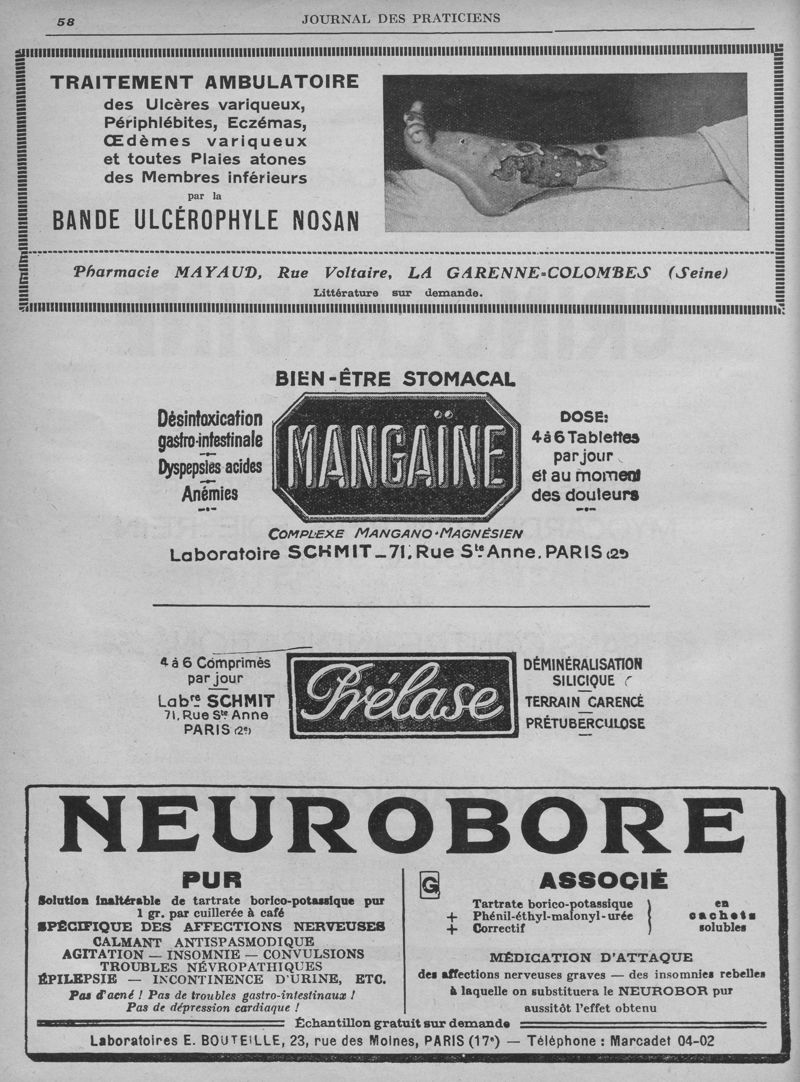 58
JOURNAL DES PRATICIENS
TRAITEMENT AMBULATOIRE
des Ulcères variqueux,
Périphlébites, Eczémas,
Œdèmes variqueux
et toutes Plaies atones
des Membres inférieurs
par la
BANDE ULCÉROPHYLE NOSAN
Pharmacie MAYAUD, Rue Voltaire, LA GARENNE-COLOMBES (Seine)
Littérature sur demande.
BIEN-ÊTRE STOMACAL
Désintoxication
gastro-intestinale
Dyspepsies acides
Anémies
MANGAÏNE
DOSE:
4 à 6 Tablettes
par jour
et au moment
des douleurs
COMPLEXE MANGANO-MAGNÉSIEN
Laboratoire SCHMIT_71, Rue Ste Anne. PARIS (2e)
4 à 6 Comprimés
par jour
Labre SCHMIT
71, Rue Ste Anne
PARIS (2e)
Prélase
DÉMINÉRALISATION
SILICIQUE
TERRAIN CARENCÉ
PRÉTUBERCULOSE
NEUROBORE
PUR
Solution inaltérable de tartrate borico-potassique pur
1 gr. par cuillerée à café
SPÉCIFIQUE DES AFFECTIONS NERVEUSES
CALMANT ANTISPASMODIQUE
AGITATION — INSOMNIE — CONVULSIONS
TROUBLES NÉVROPATHIQUES
ÉPILEPSIE — INCONTINENCE D'URINE, ETC.
Pas d'acné ! Pas de troubles gastro-intestinaux !
Pas de dépression cardiaque !
G
ASSOCIÉ
Tartrate borico-potassique
+ Phénil-éthyl-malonyl-urée
+ Correctif
en
cachets
solubles
MÉDICATION D'ATTAQUE
des affections nerveuses graves — des insomnies rebelles
à laquelle on substituera le NEUROBOR pur
aussitôt l'effet obtenu
Échantillon gratuit sur demande
Laboratoires E. BOUTEILLE, 23, rue des Moines, PARIS (17e) — Téléphone : Marcadet 04-02